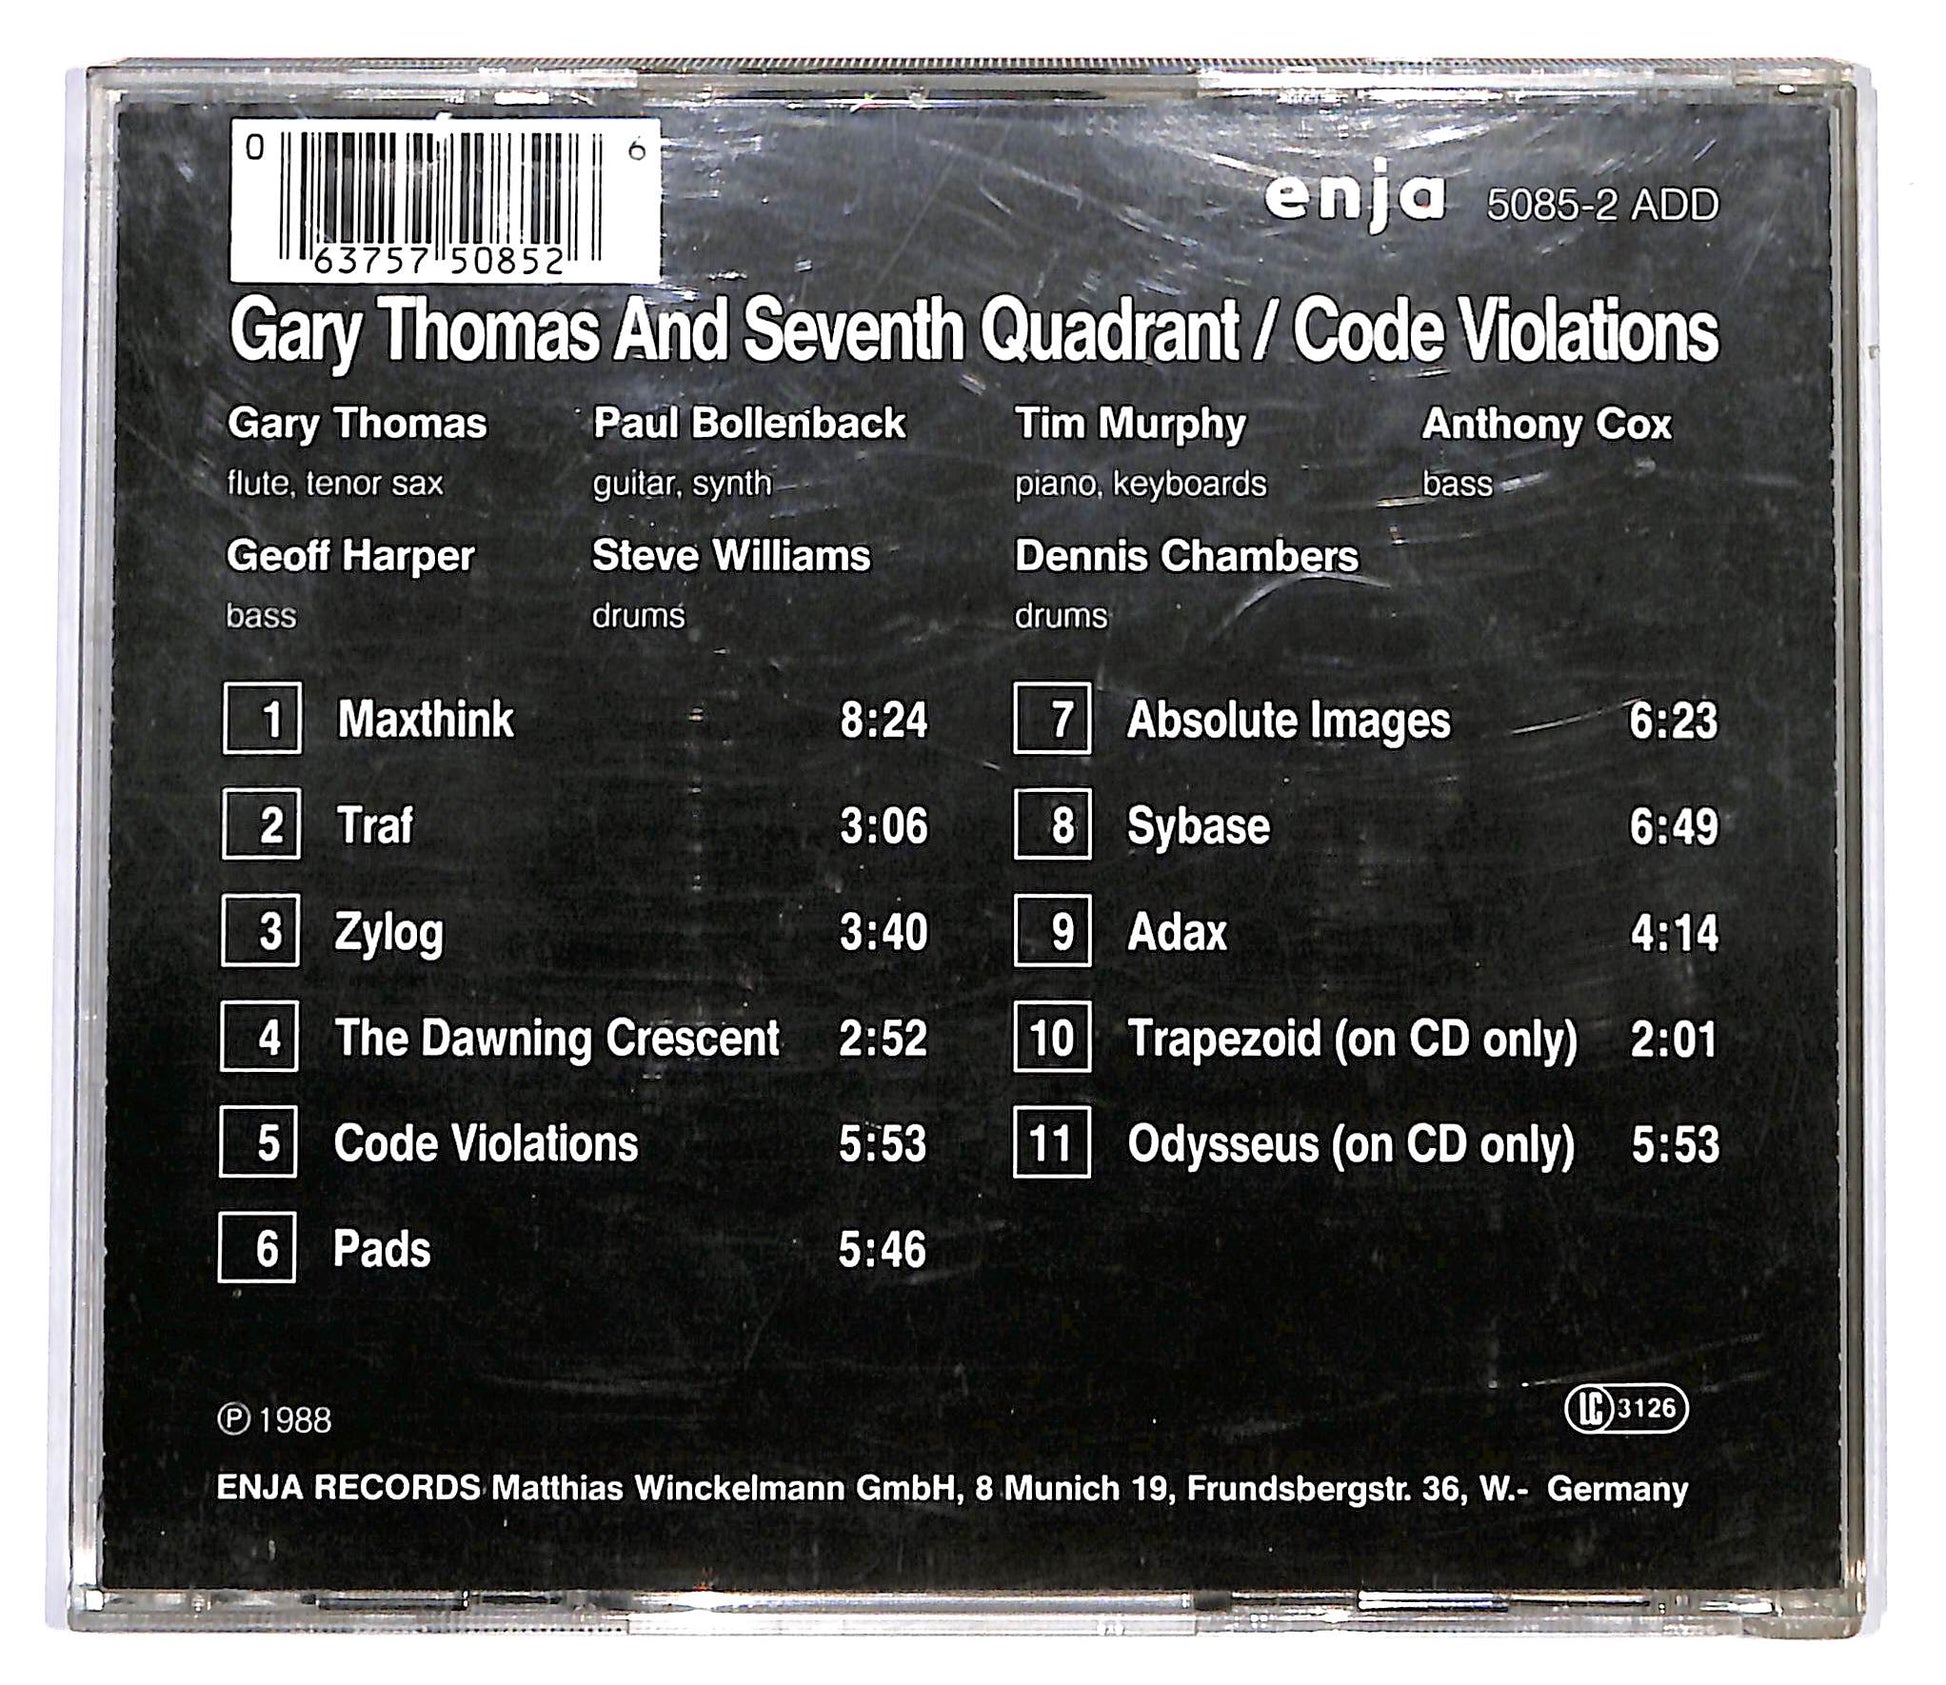 0 63757 50852 6
enja 5085-2 ADD
Gary Thomas And Seventh Quadrant / Code Violations
Gary Thomas Paul Bollenback Tim Murphy Anthony Cox
flute, tenor sax guitar, synth piano, keyboards bass
Geoff Harper Steve Williams Dennis Chambers
bass drums drums
1 Maxthink 8:24
2 Traf 3:06
3 Zylog 3:40
4 The Dawning Crescent 2:52
5 Code Violations 5:53
6 Pads 5:46
7 Absolute Images 6:23
8 Sybase 6:49
9 Adax 4:14
10 Trapezoid (on CD only) 2:01
11 Odysseus (on CD only) 5:53
℗ 1988
LC 3126
ENJA RECORDS Matthias Winckelmann GmbH, 8 Munich 19, Frundsbergstr. 36, W.- Germany